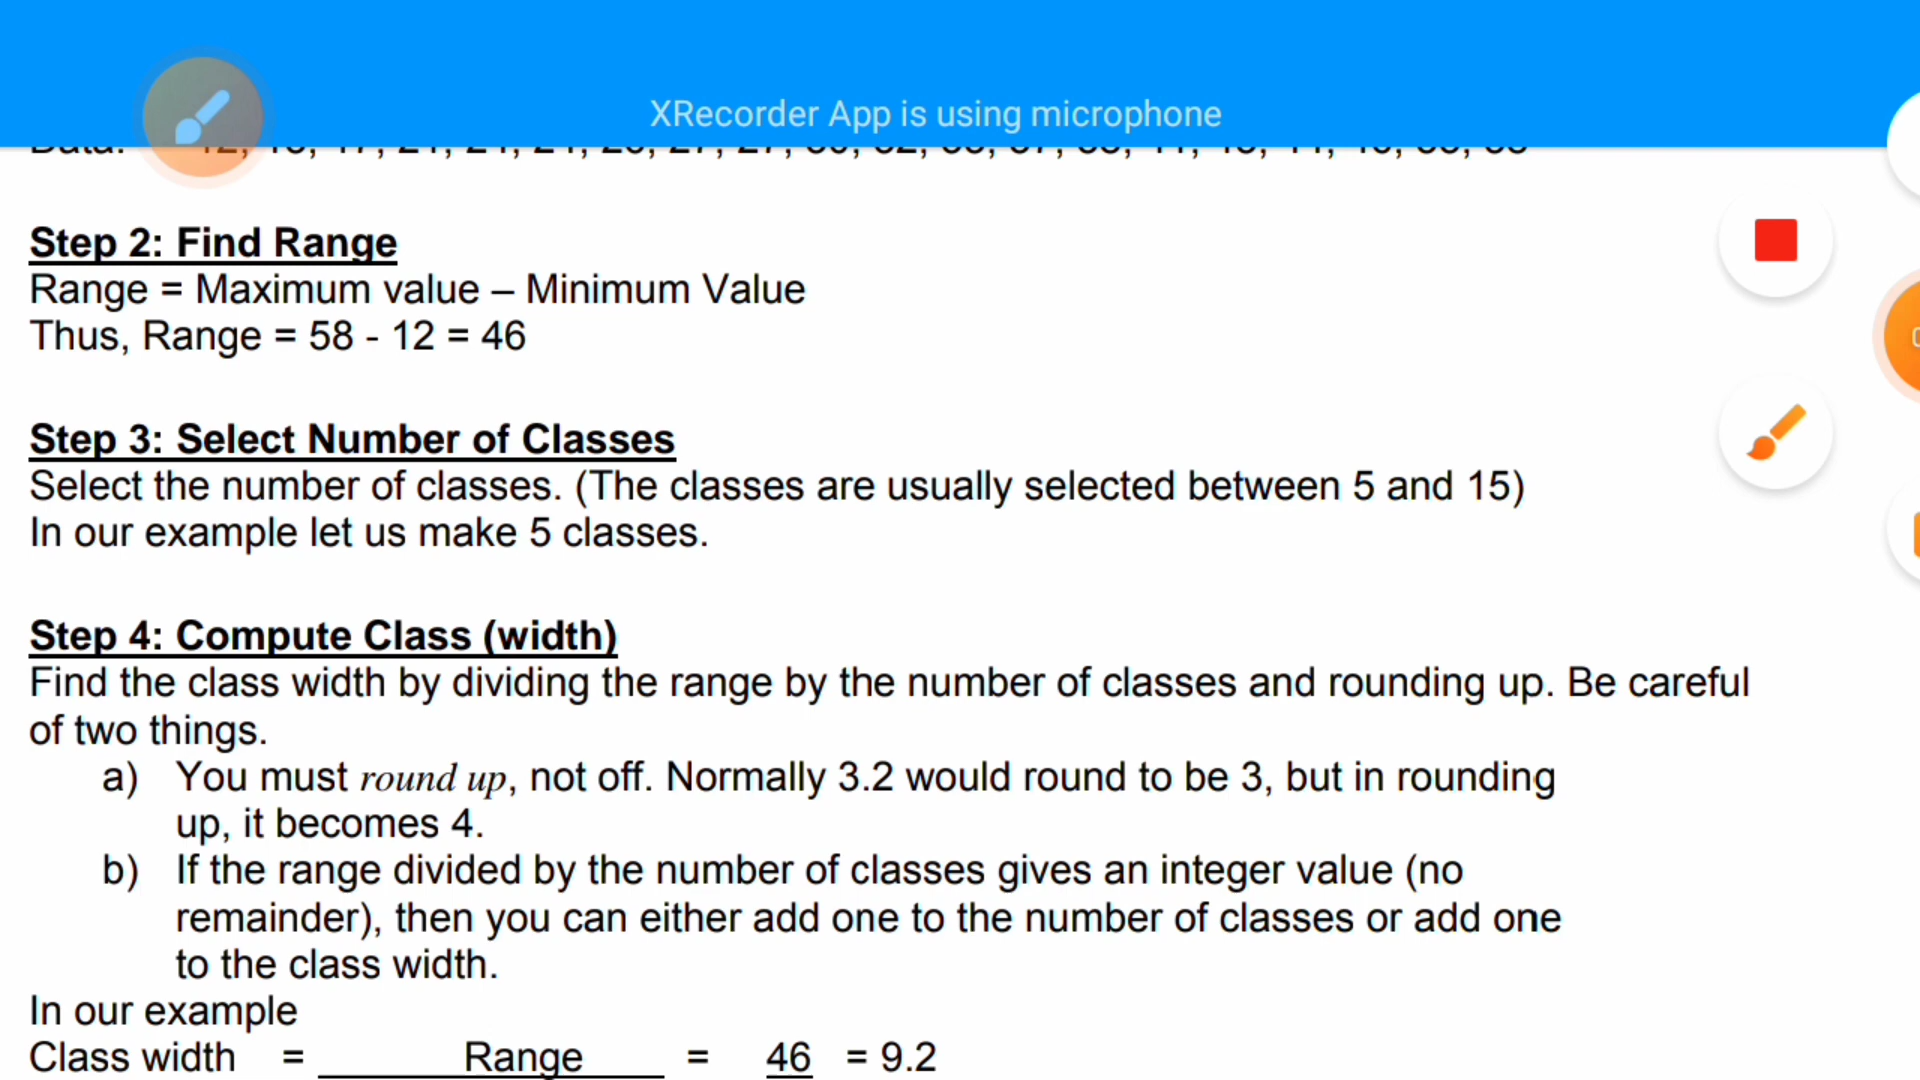 XRecorder App is using microphone
Step 2: Find Range
Range = Maximum value – Minimum Value
Thus, Range = 58 - 12 = 46
Step 3: Select Number of Classes
Select the number of classes. (The classes are usually selected between 5 and 15)
In our example let us make 5 classes.
Step 4: Compute Class (width)
Find the class width by dividing the range by the number of classes and rounding up. Be careful
of two things.
a) You must round up, not off. Normally 3.2 would round to be 3, but in rounding
up, it becomes 4.
b) If the range divided by the number of classes gives an integer value (no
remainder), then you can either add one to the number of classes or add one
to the class width.
In our example
Class width = Range = 46 = 9.2